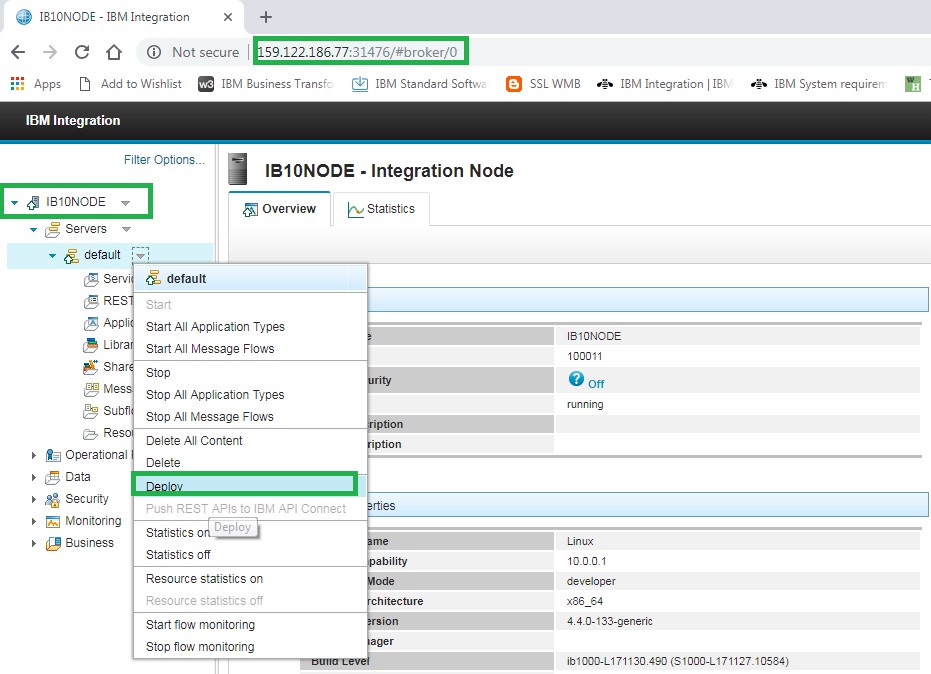 IB10NODE - IBM Integration
Not secure
159.122.186.77:31476/#broker/0
Apps
Add to Wishlist
w3
IBM Business Transfo
IBM Standard Softwa
SSL WMB
IBM Integration | IBM
IBM System requirem
IBM Integration
Filter Options...
IB10NODE
Servers
default
Servi
REST
Applic
Librar
Share
Mess
Subflo
Resou
Operational
Data
Security
Monitoring
Business
default
Start
Start All Application Types
Start All Message Flows
Stop
Stop All Application Types
Stop All Message Flows
Delete All Content
Delete
Deploy
Push REST APIs to IBM API Connect
Deploy
Statistics on
Statistics off
Resource statistics on
Resource statistics off
Start flow monitoring
Stop flow monitoring
IB10NODE - Integration Node
Overview
Statistics
e IB10NODE
100011
urity Off
running
ription
ription
erties
ame Linux
pability 10.0.0.1
Mode developer
rchitecture x86_64
ersion 4.4.0-133-generic
ager
Build Level ib1000-L171130.490 (S1000-L171127.10584)